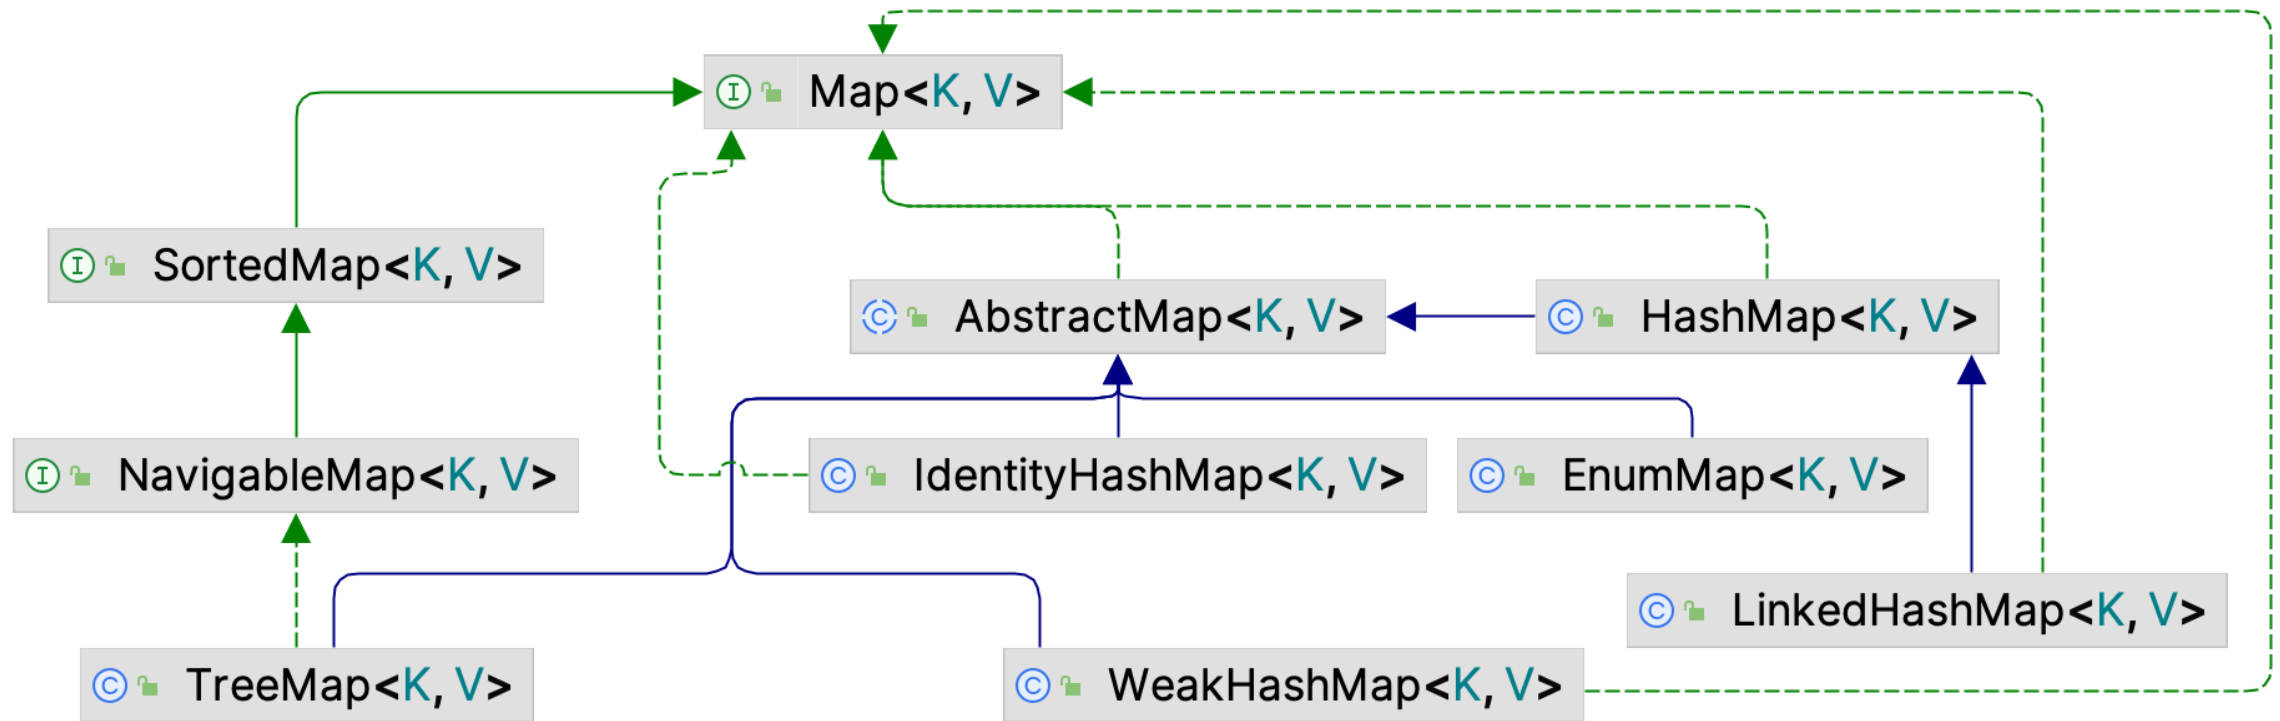 Map<K, V>
SortedMap<K, V>
AbstractMap<K, V>
HashMap<K, V>
NavigableMap<K, V>
IdentityHashMap<K, V>
EnumMap<K, V>
LinkedHashMap<K, V>
TreeMap<K, V>
WeakHashMap<K, V>